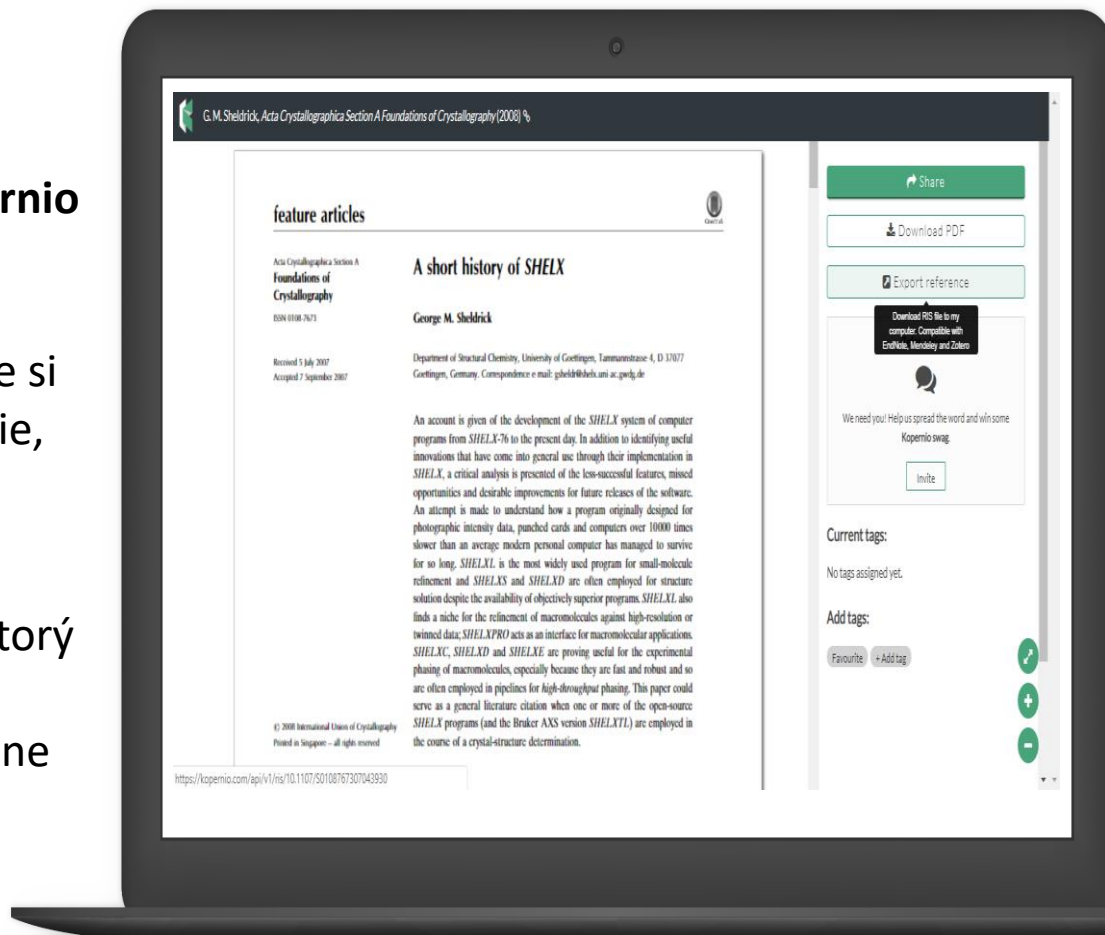 rnio
e si
ie,
torý
ne
G. M. Sheldrick, Acta Crystallographica Section A Foundations of Crystallography (2008)
feature articles
Acta Crystallographica Section A
Foundations of
Crystallography
ISSN 0108-7673
Received 5 July 2007
Accepted 7 September 2007
A short history of SHELX
George M. Sheldrick
Department of Structural Chemistry, University of Goettingen, Tammannstrasse 4, D 37077
Goettingen, Germany. Correspondence e mail: gsheldr@shelx.uni ac.gwdg.de
An account is given of the development of the SHELX system of computer
programs from SHELX-76 to the present day. In addition to identifying useful
innovations that have come into general use through their implementation in
SHELX, a critical analysis is presented of the less-successful features, missed
opportunities and desirable improvements for future releases of the software.
An attempt is made to understand how a program originally designed for
photographic intensity data, punched cards and computers over 10000 times
slower than an average modern personal computer has managed to survive
for so long. SHELXL is the most widely used program for small-molecule
refinement and SHELXS and SHELXD are often employed for structure
solution despite the availability of objectively superior programs. SHELXL also
finds a niche for the refinement of macromolecules against high-resolution or
twinned data; SHELXPRO acts as an interface for macromolecular applications.
SHELXC, SHELXD and SHELXE are proving useful for the experimental
phasing of macromolecules, especially because they are fast and robust and so
are often employed in pipelines for high-throughput phasing. This paper could
serve as a general literature citation when one or more of the open-source
SHELX programs (and the Bruker AXS version SHELXTL) are employed in
the course of a crystal-structure determination.
© 2008 International Union of Crystallography
Printed in Singapore – all rights reserved
https://kopernio.com/api/v1/ris/10.1107/S0108767307043930
Share
Download PDF
Export reference
Download RIS file to my
computer. Compatible with
EndNote, Mendeley and Zotero
We need you! Help us spread the word and win some
Kopernio swag.
Invite
Current tags:
No tags assigned yet.
Add tags:
Favourite
+ Add tag